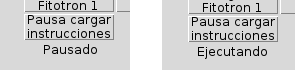 Fitotron 1
Pausa cargar
instrucciones
Pausado
Fitotron 1
Pausa cargar
instrucciones
Ejecutando